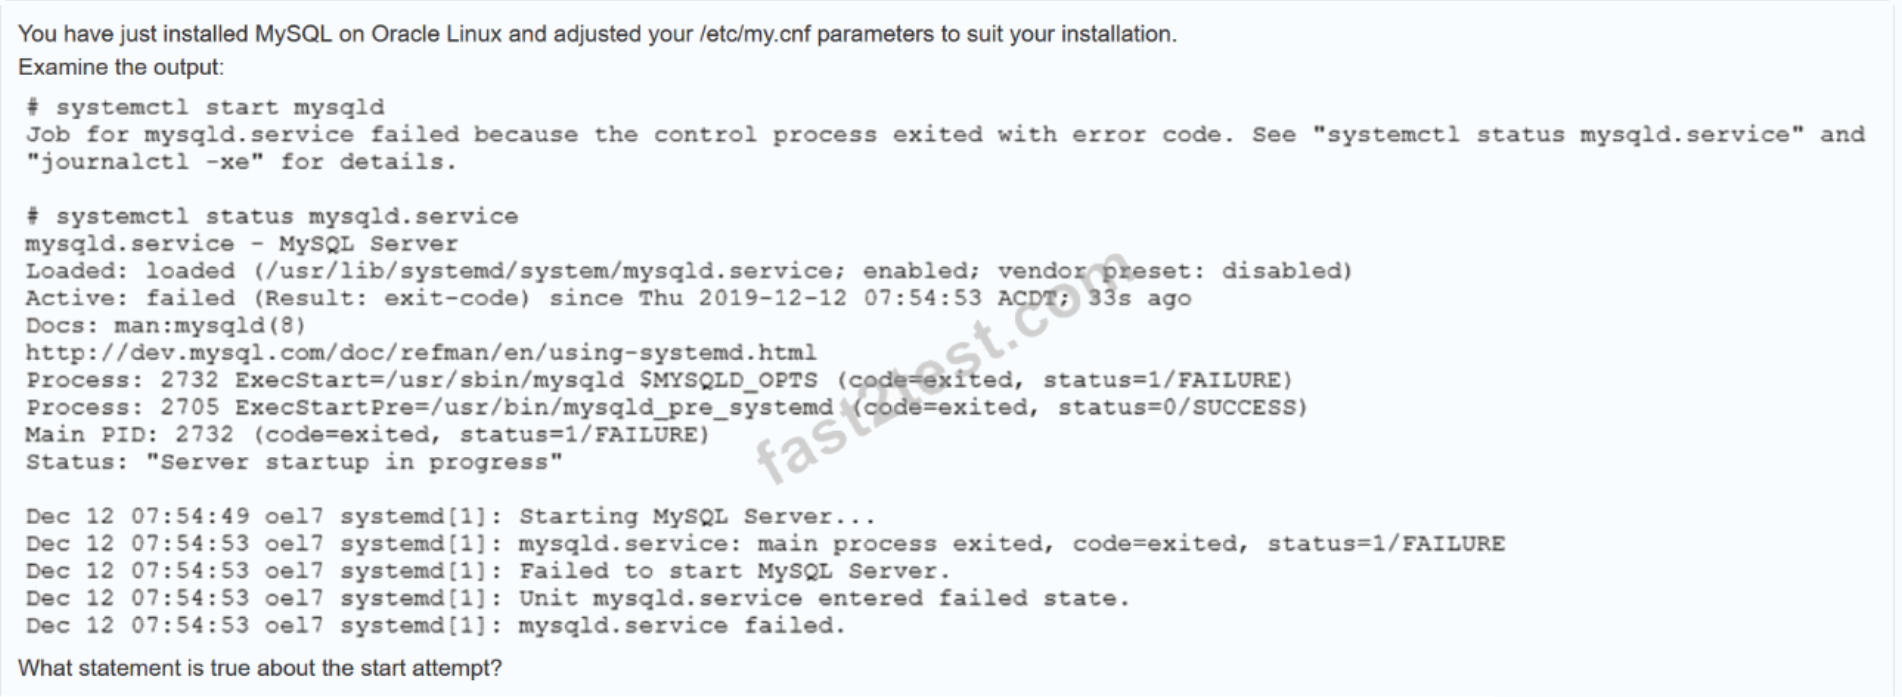 You have just installed MySQL on Oracle Linux and adjusted your /etc/my.cnf parameters to suit your installation.
Examine the output:
# systemctl start mysqld
Job for mysqld.service failed because the control process exited with error code. See "systemctl status mysqld.service" and
"journalctl -xe" for details.
# systemctl status mysqld.service
mysqld.service - MySQL Server
Loaded: loaded (/usr/lib/systemd/system/mysqld.service; enabled; vendor preset: disabled)
Active: failed (Result: exit-code) since Thu 2019-12-12 07:54:53 ACDT; 33s ago
Docs: man:mysqld(8)
http://dev.mysql.com/doc/refman/en/using-systemd.html
Process: 2732 ExecStart=/usr/sbin/mysqld $MYSQLD_OPTS (code=exited, status=1/FAILURE)
Process: 2705 ExecStartPre=/usr/bin/mysqld_pre_systemd (code=exited, status=0/SUCCESS)
Main PID: 2732 (code=exited, status=1/FAILURE)
Status: "Server startup in progress"
Dec 12 07:54:49 oel7 systemd[1]: Starting MySQL Server...
Dec 12 07:54:53 oel7 systemd[1]: mysqld.service: main process exited, code=exited, status=1/FAILURE
Dec 12 07:54:53 oel7 systemd[1]: Failed to start MySQL Server.
Dec 12 07:54:53 oel7 systemd[1]: Unit mysqld.service entered failed state.
Dec 12 07:54:53 oel7 systemd[1]: mysqld.service failed.
What statement is true about the start attempt?
fast2test.com